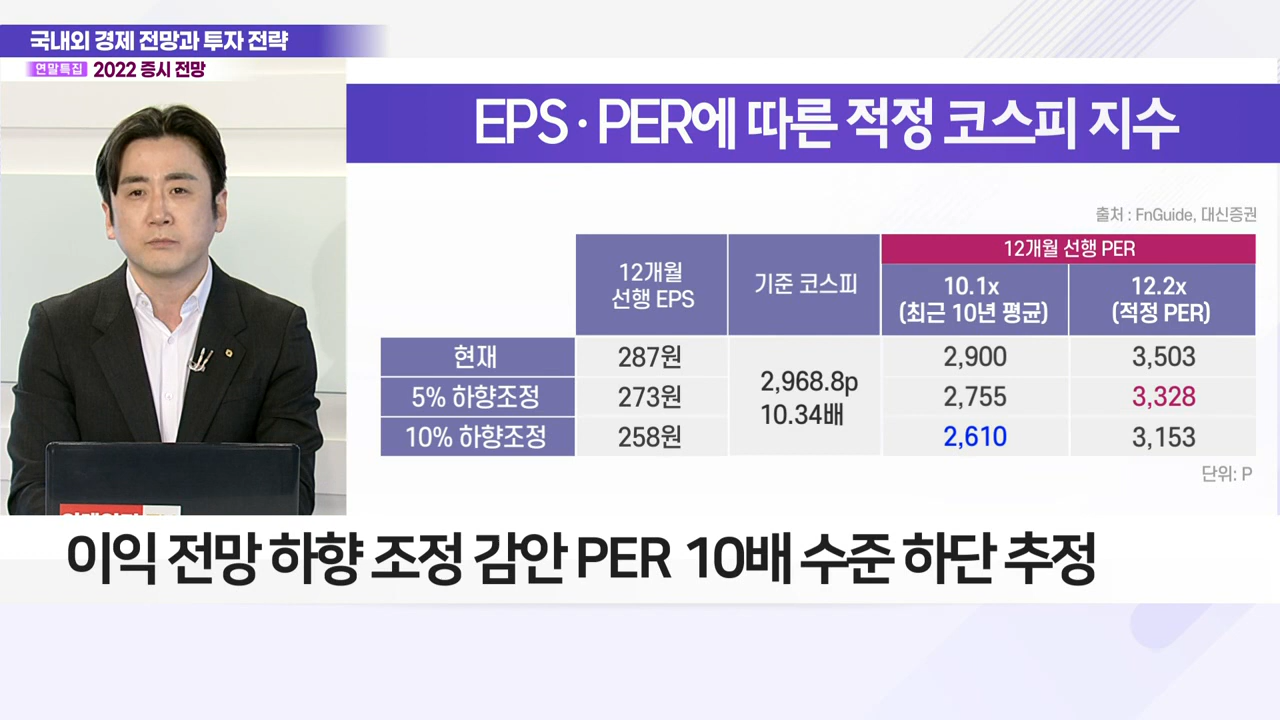 국내외 경제 전망과 투자 전략
연말특집 2022 증시 전망
EPS·PER에 따른 적정 코스피 지수
출처 : FnGuide, 대신증권
12개월 선행 EPS
기준 코스피
12개월 선행 PER
10.1x (최근 10년 평균)
12.2x (적정 PER)
현재 287원 2,900 3,503
2,968.8p 10.34배
5% 하향조정 273원 2,755 3,328
10% 하향조정 258원 2,610 3,153
단위: P
이익 전망 하향 조정 감안 PER 10배 수준 하단 추정